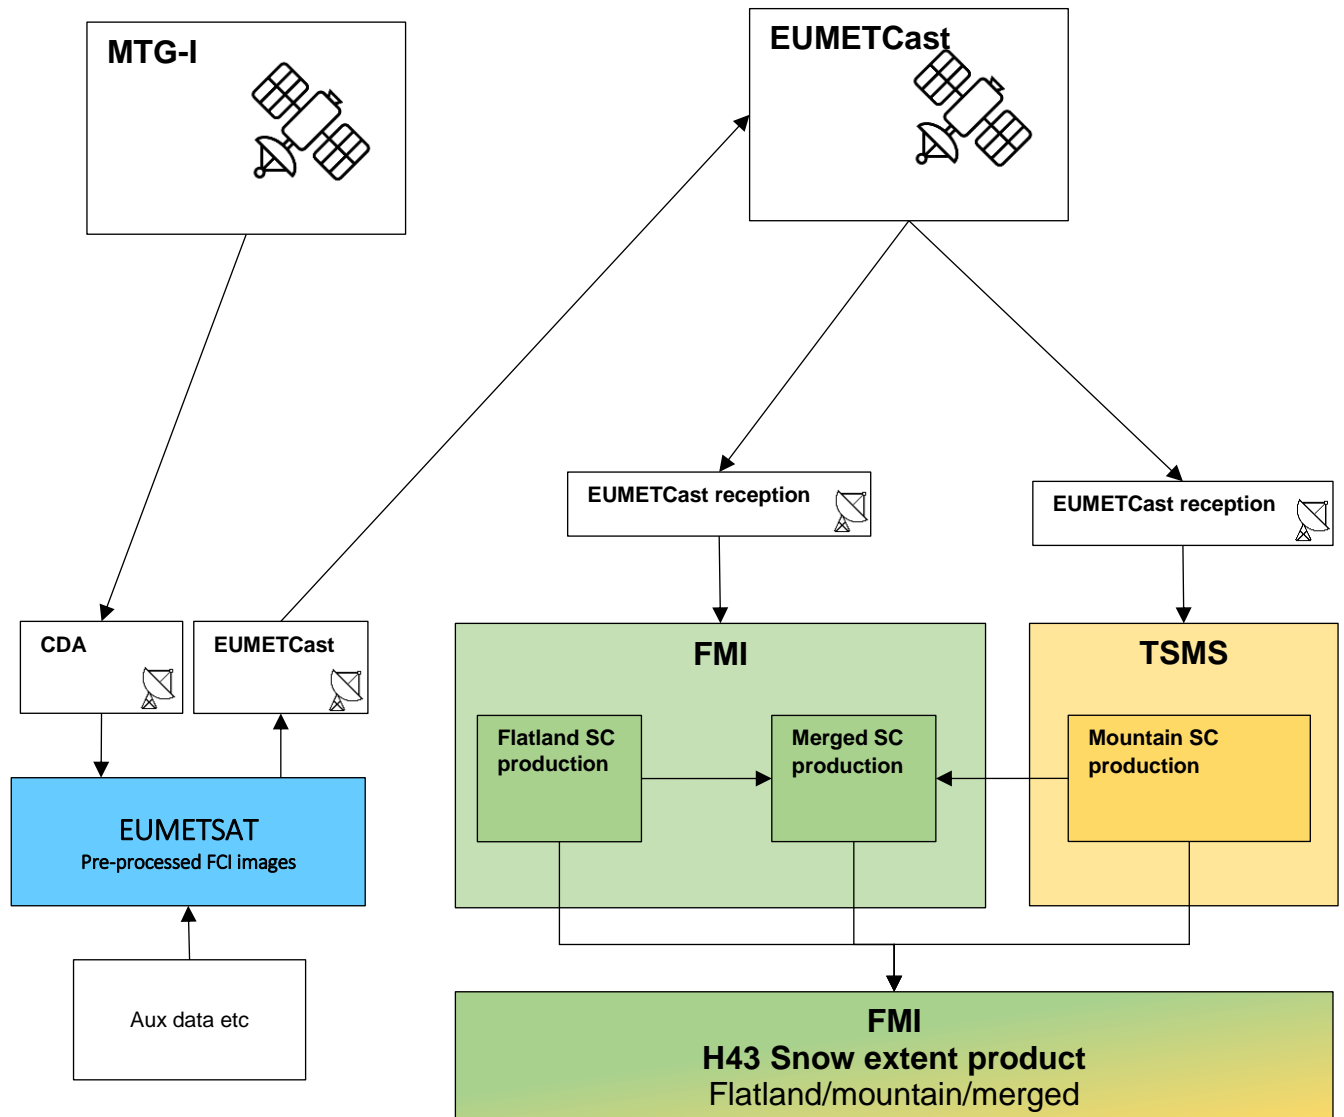 MTG-I
EUMETCast
EUMETCast reception
EUMETCast reception
CDA
EUMETCast
FMI
TSMS
Flatland SC
production
Merged SC
production
Mountain SC
production
EUMETSAT
Pre-processed FCI images
Aux data etc
FMI
H43 Snow extent product
Flatland/mountain/merged